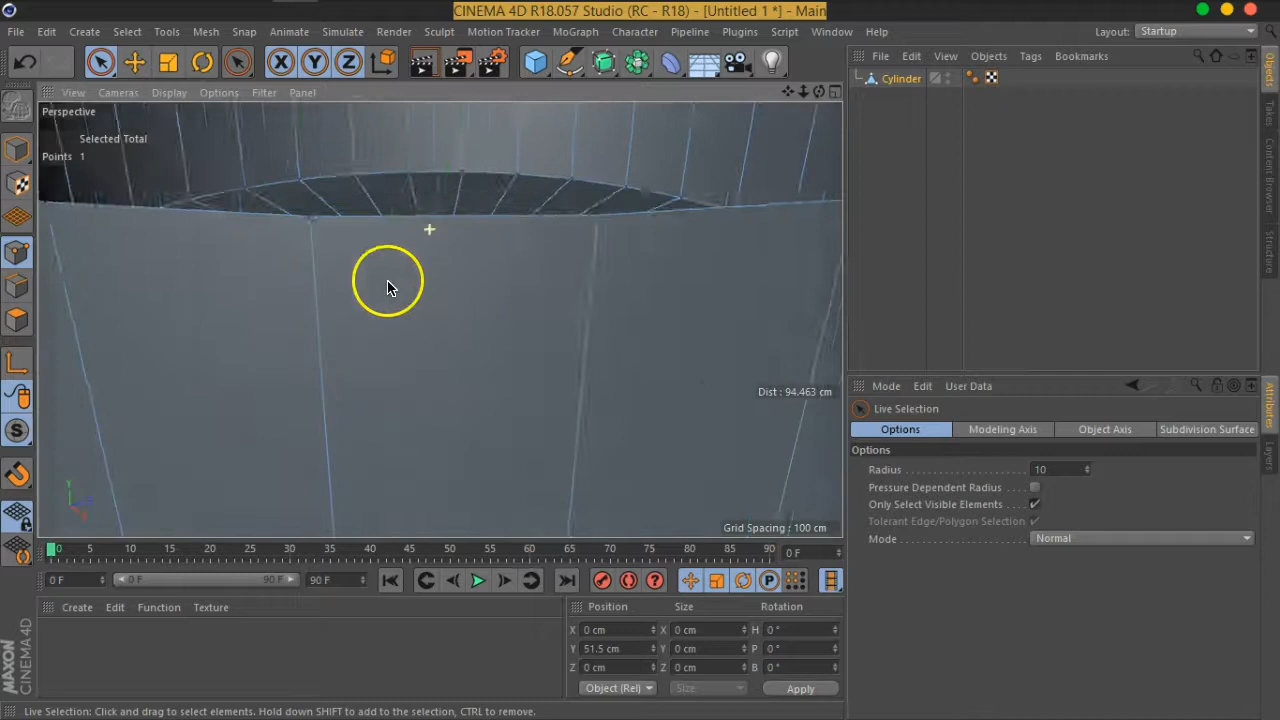 CINEMA 4D R18.057 Studio (RC - R18) - [Untitled 1 *] - Main
File Edit Create Select Tools Mesh Snap Animate Simulate Render Sculpt Motion Tracker MoGraph Character Pipeline Plugins Script Window Help Layout: Startup
X Y Z
File Edit View Objects Tags Bookmarks
View Cameras Display Options Filter Panel
Cylinder
Perspective
Selected Total
Points 1
Dist : 94.463 cm
Grid Spacing : 100 cm
Objects
Takes
Content Browser
Structure
Mode Edit User Data
Live Selection
Options Modeling Axis Object Axis Subdivision Surface
Options
Radius 10
Pressure Dependent Radius
Only Select Visible Elements
Tolerant Edge/Polygon Selection
Mode Normal
Attributes
Layers
0 5 10 15 20 25 30 35 40 45 50 55 60 65 70 75 80 85 90 0 F
0 F 0 F 90 F 90 F
Create Edit Function Texture
Position Size Rotation
X 0 cm X 0 cm H 0 °
Y 51.5 cm Y 0 cm P 0 °
Z 0 cm Z 0 cm B 0 °
Object (Rel) Size Apply
MAXON
CINEMA 4D
Live Selection: Click and drag to select elements. Hold down SHIFT to add to the selection, CTRL to remove.